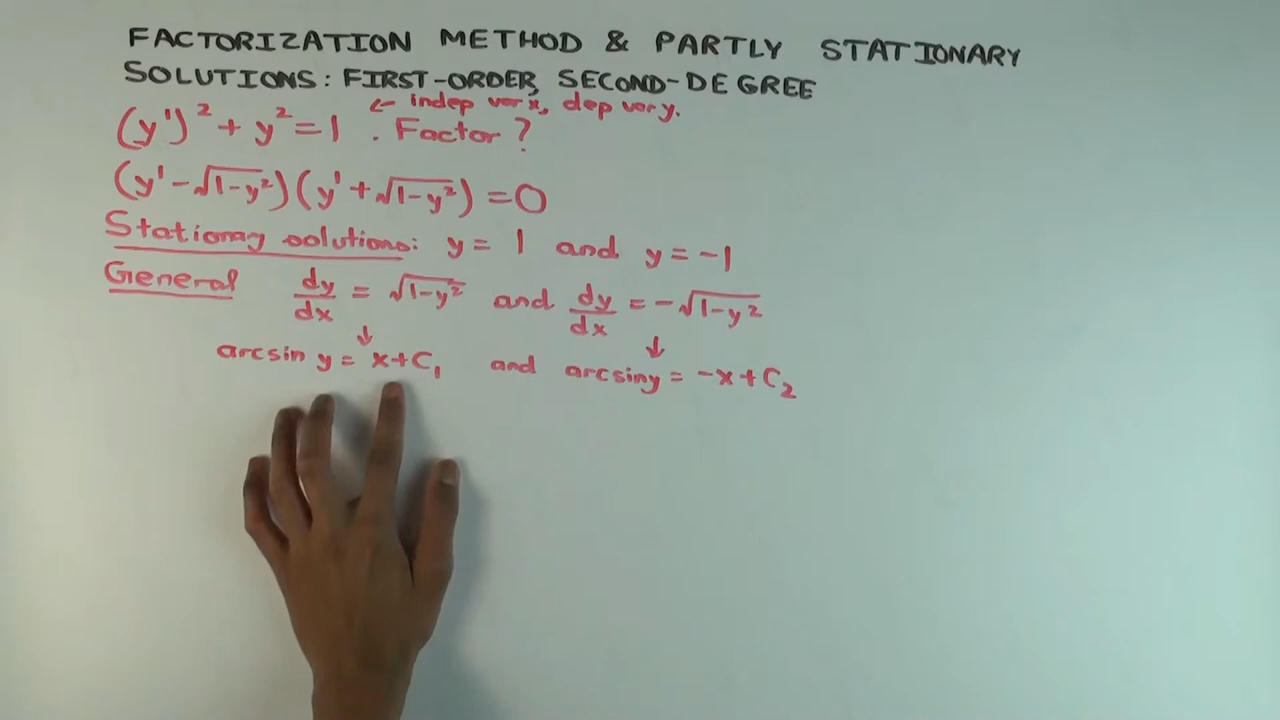 FACTORIZATION METHOD & PARTLY STATIONARY
SOLUTIONS: FIRST-ORDER, SECOND-DEGREE
← indep var x, dep var y.
(y')² + y² = 1 . Factor ?
(y' - √(1-y²))(y' + √(1-y²)) = 0
Stationary solutions: y = 1 and y = -1
General dy/dx = √(1-y²) and dy/dx = -√(1-y²)
↓ ↓
arcsin y = x+C₁ and arcsin y = -x+C₂